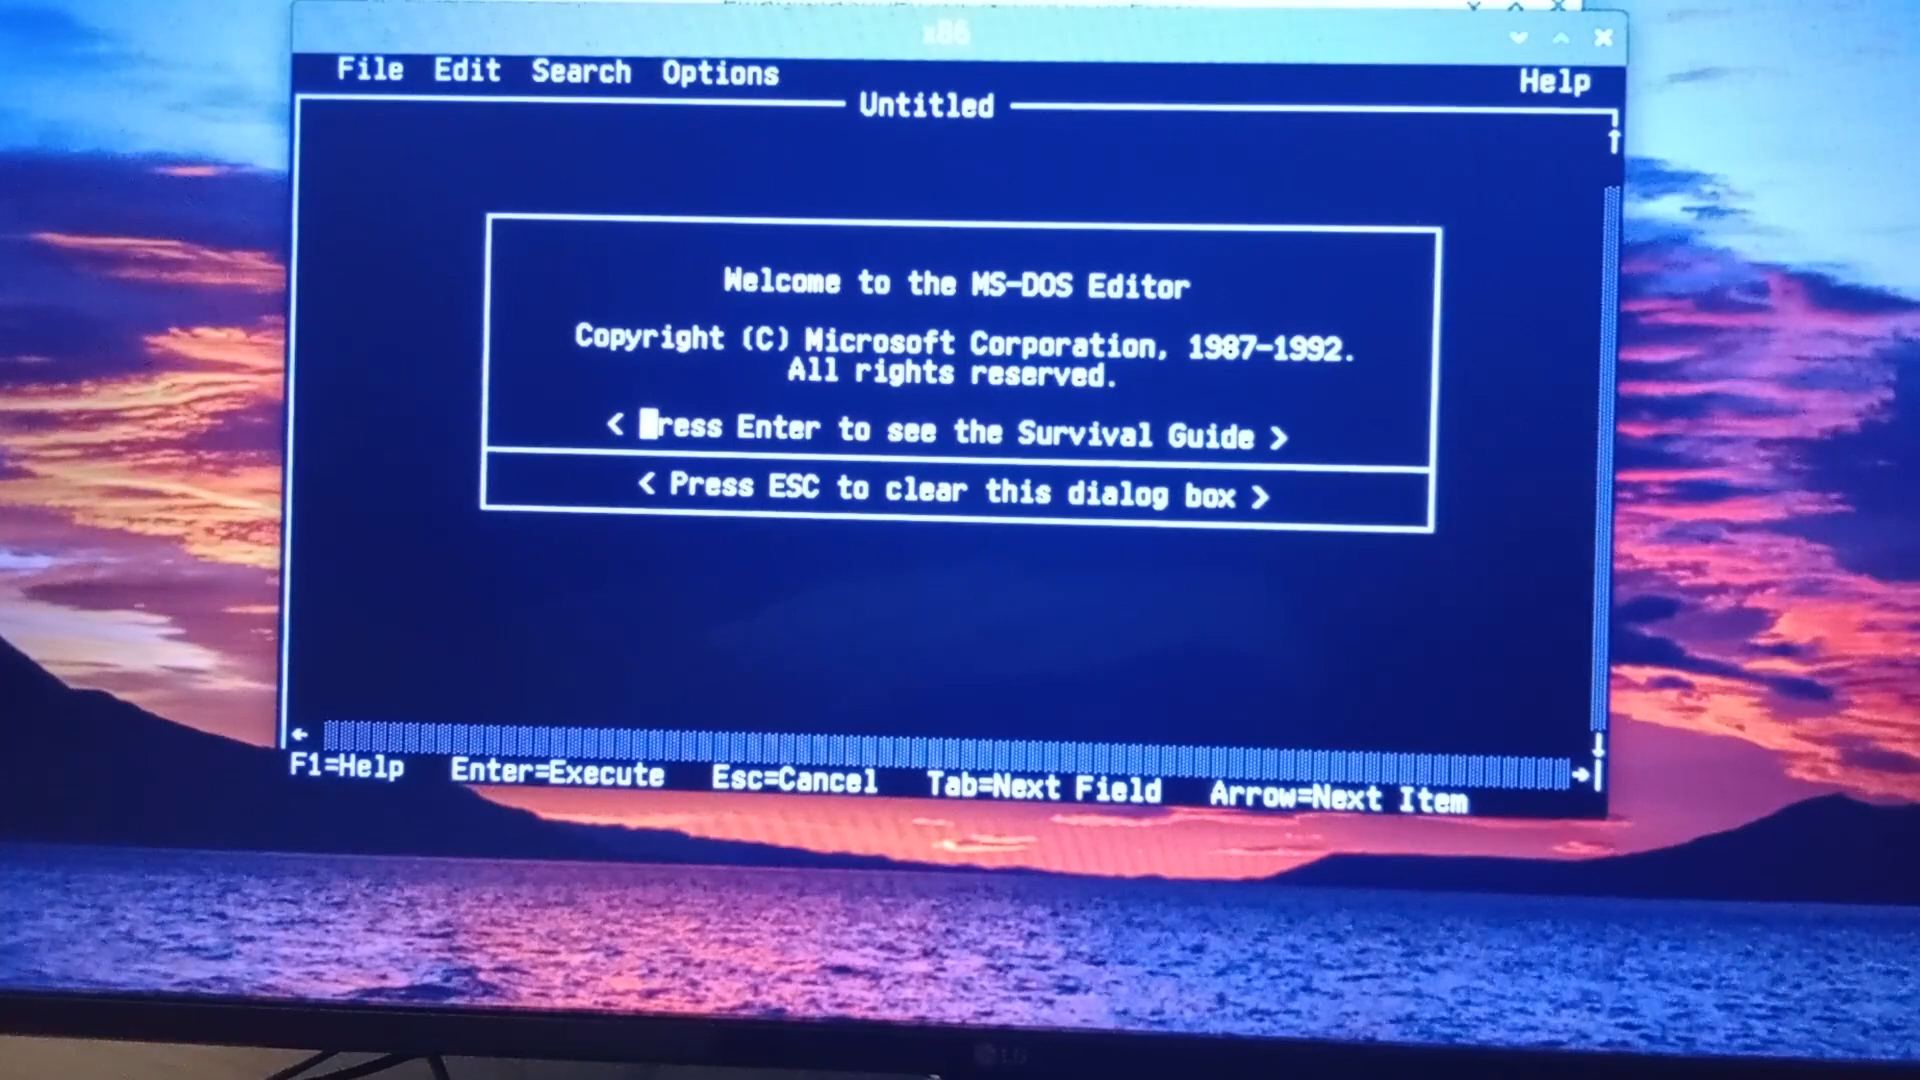 x86
File Edit Search Options Help
Untitled
Welcome to the MS-DOS Editor
Copyright (C) Microsoft Corporation, 1987-1992.
All rights reserved.
< Press Enter to see the Survival Guide >
< Press ESC to clear this dialog box >
F1=Help Enter=Execute Esc=Cancel Tab=Next Field Arrow=Next Item
LG